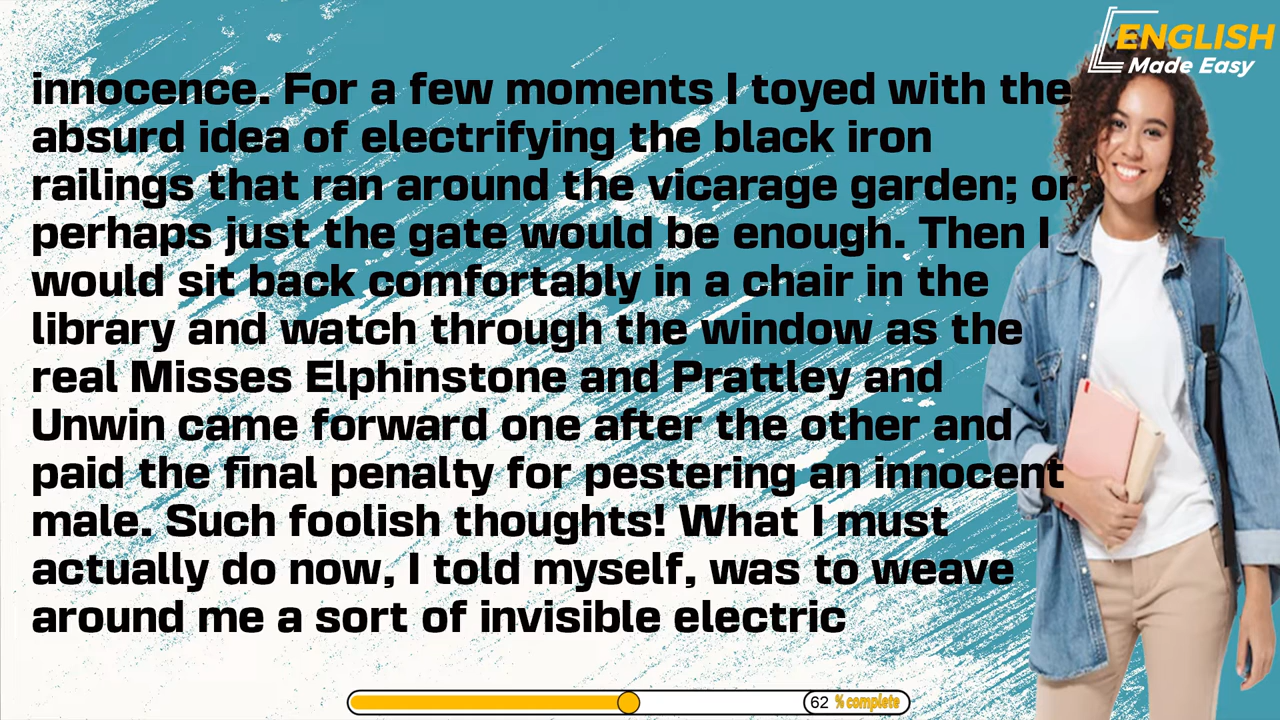 ENGLISH
Made Easy
innocence. For a few moments I toyed with the
absurd idea of electrifying the black iron
railings that ran around the vicarage garden; or
perhaps just the gate would be enough. Then I
would sit back comfortably in a chair in the
library and watch through the window as the
real Misses Elphinstone and Prattley and
Unwin came forward one after the other and
paid the final penalty for pestering an innocent
male. Such foolish thoughts! What I must
actually do now, I told myself, was to weave
around me a sort of invisible electric
62 % complete